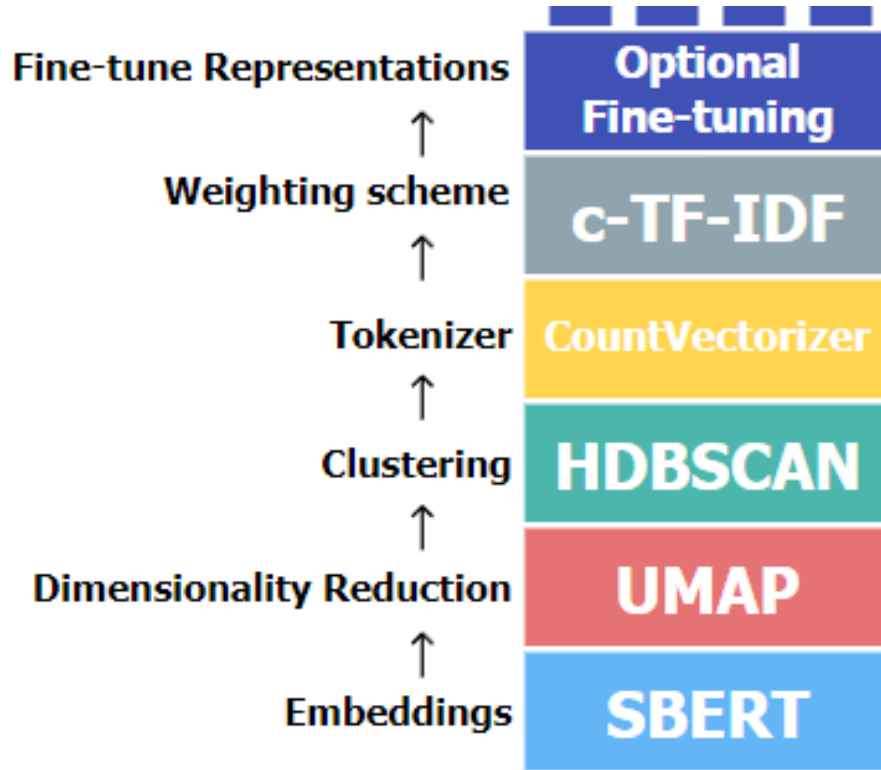 Fine-tune Representations
Optional
Fine-tuning
Weighting scheme
c-TF-IDF
Tokenizer
CountVectorizer
Clustering
HDBSCAN
Dimensionality Reduction
UMAP
Embeddings
SBERT